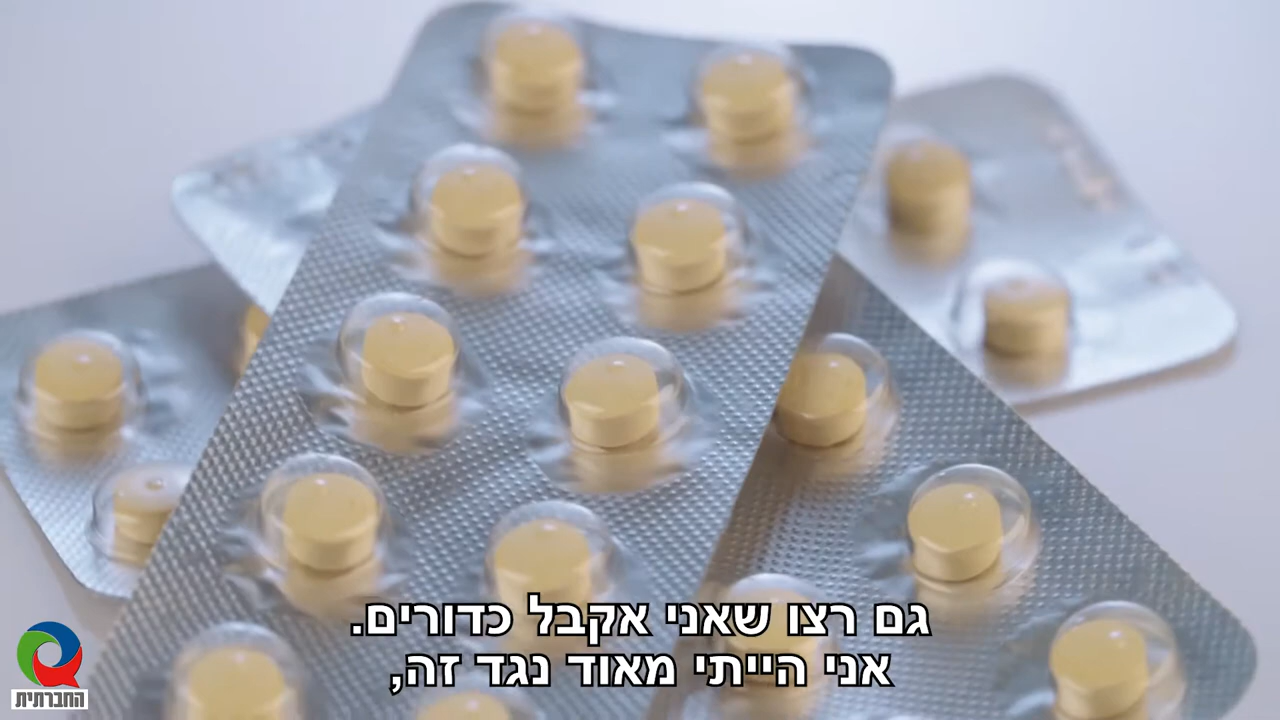 גם רצו שאני אקבל כדורים.
אני הייתי מאוד נגד זה,
החברתית